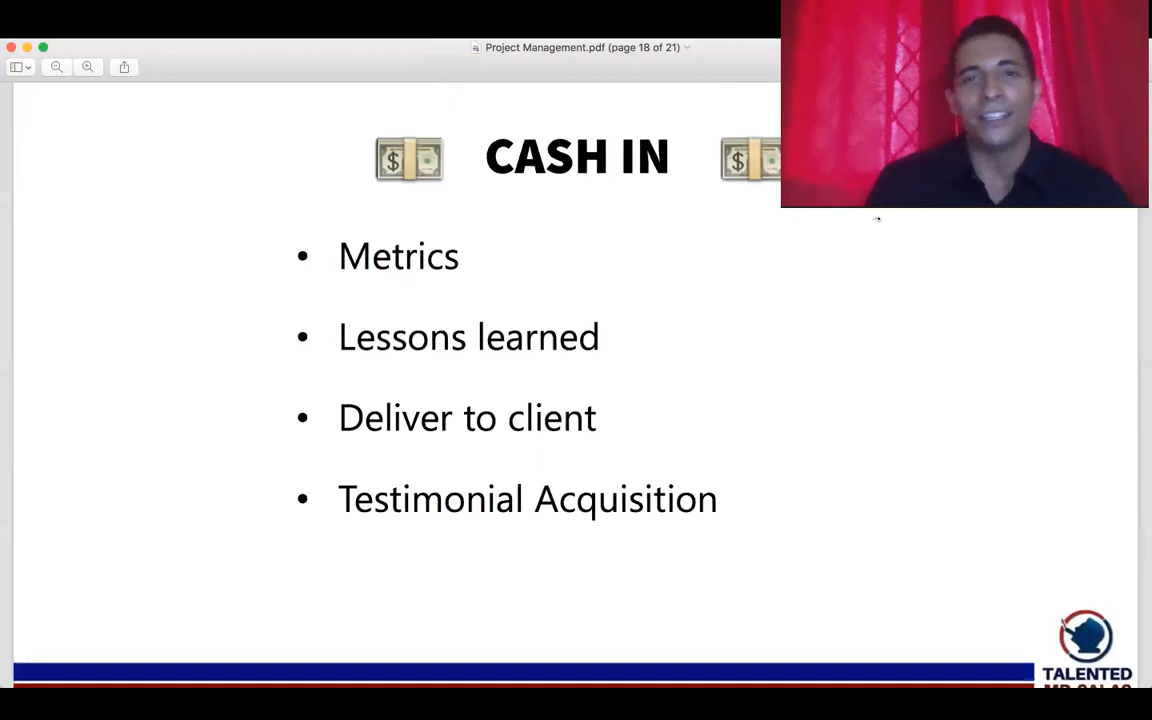 Project Management.pdf (page 18 of 21)
CASH IN
• Metrics
• Lessons learned
• Deliver to client
• Testimonial Acquisition
TALENTED